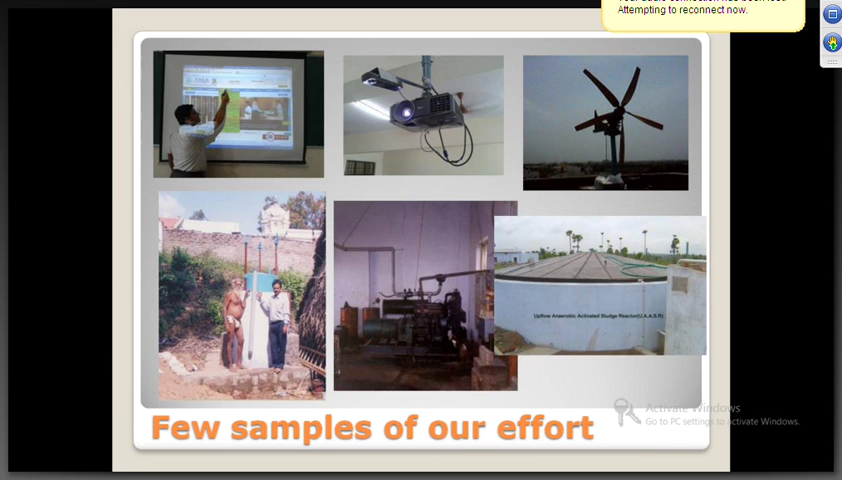 Attempting to reconnect now.
Upflow Anaerobic Activated Sludge Reactor(U.A.A.S.R)
Few samples of our effort
Activate Windows
Go to PC settings to activate Windows.